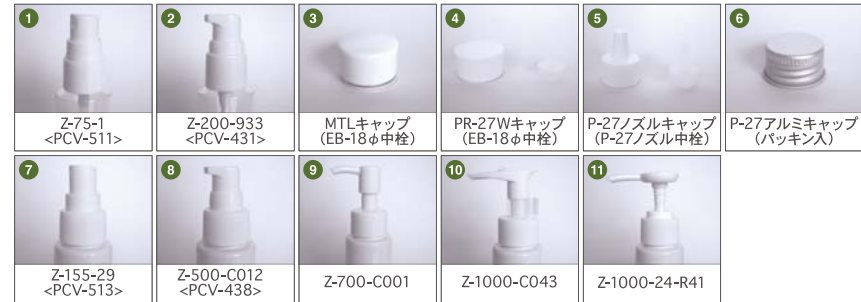 1
Z-75-1
<PCV-511>
2
Z-200-933
<PCV-431>
3
MTLキャップ
(EB-18φ中栓)
4
PR-27Wキャップ
(EB-18φ中栓)
5
P-27ノズルキャップ
(P-27ノズル中栓)
6
P-27アルミキャップ
(パッキン入)
7
Z-155-29
<PCV-513>
8
Z-500-C012
<PCV-438>
9
Z-700-C001
10
Z-1000-C043
11
Z-1000-24-R41